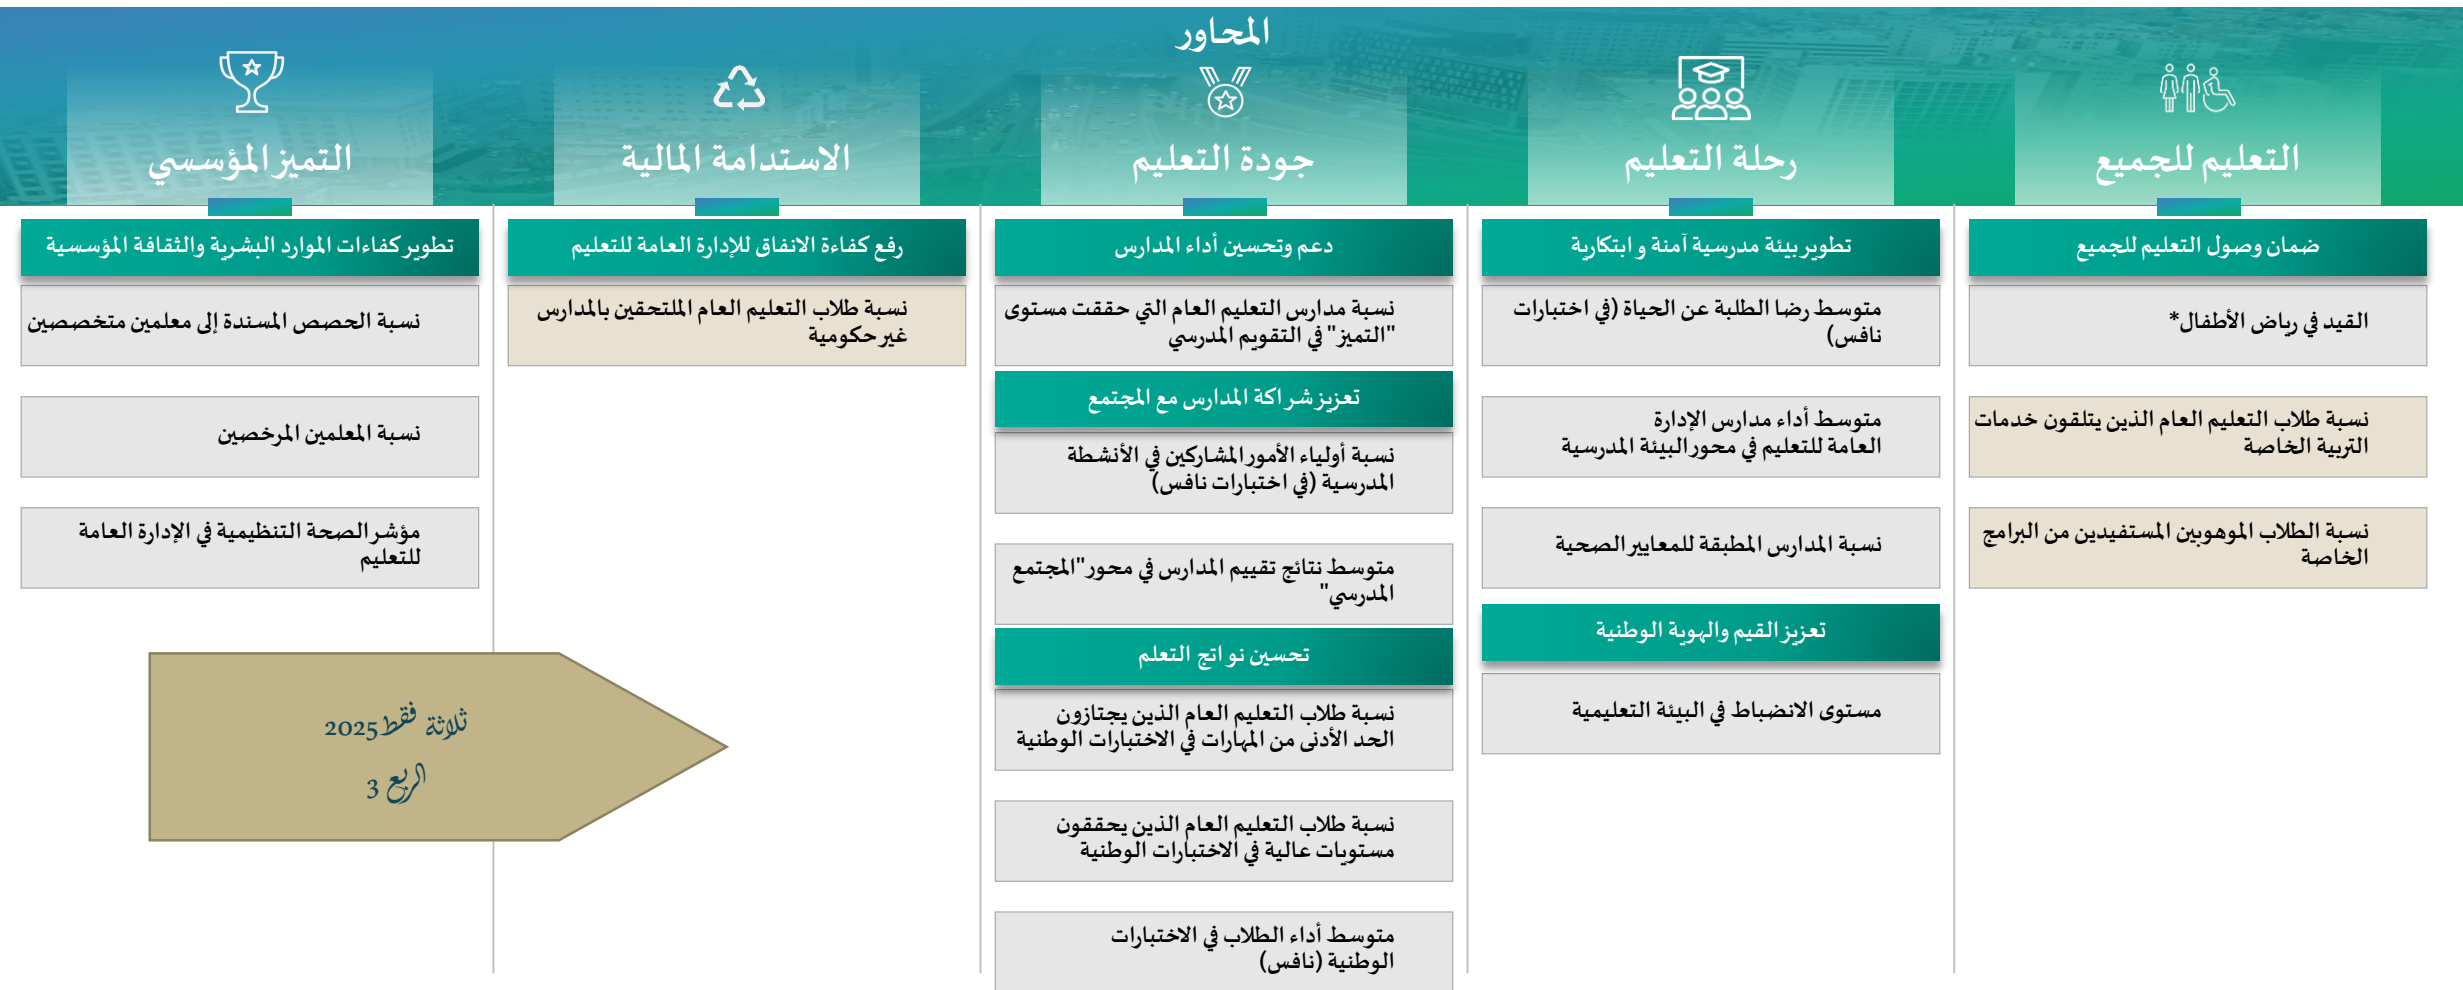 المحاور
التعليم للجميع
رحلة التعليم
جودة التعليم
الاستدامة المالية
التميز المؤسسي
ضمان وصول التعليم للجميع
القيد في رياض الأطفال*
نسبة طلاب التعليم العام الذين يتلقون خدمات
التربية الخاصة
نسبة الطلاب الموهوبين المستفيدين من البرامج
الخاصة
تطوير بيئة مدرسية آمنة وابتكارية
متوسط رضا الطلبة عن الحياة (في اختبارات
نافس)
متوسط أداء مدارس الإدارة
العامة للتعليم في محور البيئة المدرسية
نسبة المدارس المطبقة للمعايير الصحية
تعزيز القيم والهوية الوطنية
مستوى الانضباط في البيئة التعليمية
دعم وتحسين أداء المدارس
نسبة مدارس التعليم العام التي حققت مستوى
"التميز" في التقويم المدرسي
تعزيز شراكة المدارس مع المجتمع
نسبة أولياء الأمور المشاركين في الأنشطة
المدرسية (في اختبارات نافس)
متوسط نتائج تقييم المدارس في محور "المجتمع
المدرسي"
تحسين نواتج التعلم
نسبة طلاب التعليم العام الذين يجتازون
الحد الأدنى من المهارات في الاختبارات الوطنية
نسبة طلاب التعليم العام الذين يحققون
مستويات عالية في الاختبارات الوطنية
متوسط أداء الطلاب في الاختبارات
الوطنية (نافس)
رفع كفاءة الانفاق للإدارة العامة للتعليم
نسبة طلاب التعليم العام الملتحقين بالمدارس
غير حكومية
تطوير كفاءات الموارد البشرية والثقافة المؤسسية
نسبة الحصص المسندة إلى معلمين متخصصين
نسبة المعلمين المرخصين
مؤشر الصحة التنظيمية في الإدارة العامة
للتعليم
ثلاثة فقط 2025
الربع 3